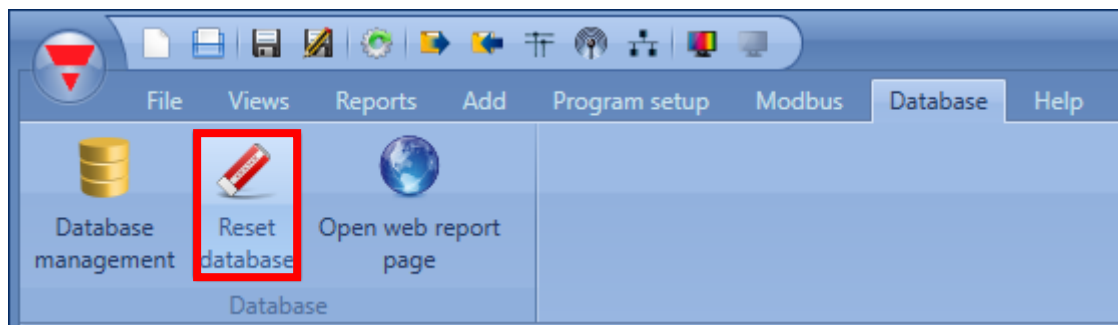 File Views Reports Add Program setup Modbus Database Help
Database Reset Open web report
management database page
Database